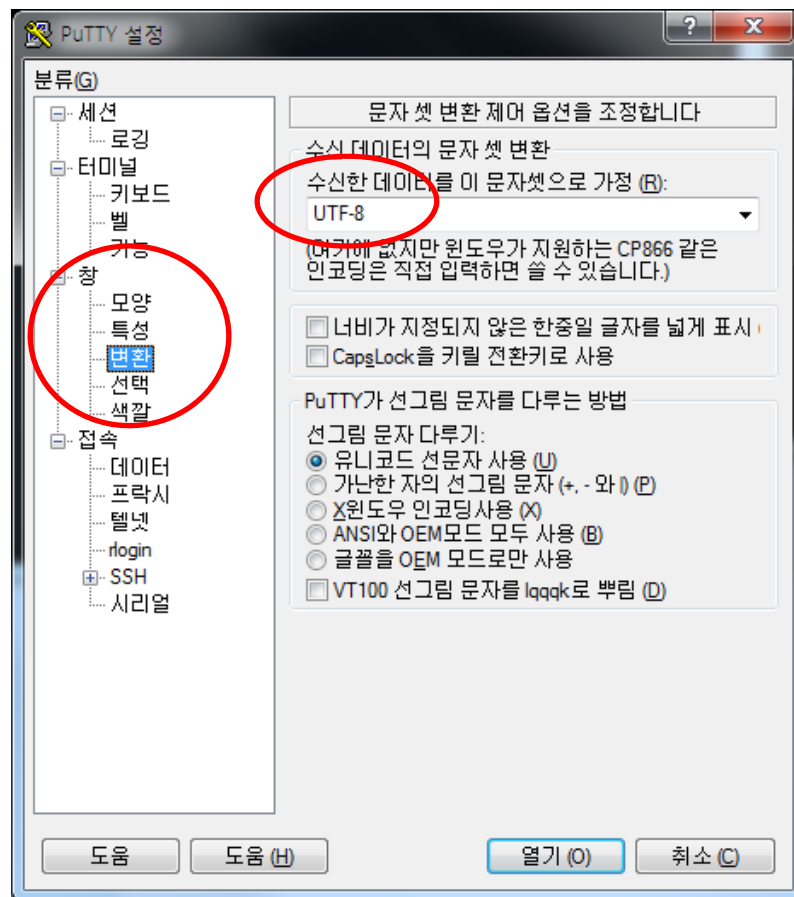 PuTTY 설정
분류(G)
세션
로깅
터미널
키보드
벨
기능
창
모양
특성
변환
선택
색깔
접속
데이터
프락시
텔넷
rlogin
SSH
시리얼
문자 셋 변환 제어 옵션을 조정합니다
수신 데이터의 문자 셋 변환
수신한 데이터를 이 문자셋으로 가정 (R):
UTF-8
(여기에 없지만 윈도우가 지원하는 CP866 같은
인코딩은 직접 입력하면 쓸 수 있습니다.)
너비가 지정되지 않은 한중일 글자를 넓게 표시 (
CapsLock을 키릴 전환키로 사용
PuTTY가 선그림 문자를 다루는 방법
선그림 문자 다루기:
유니코드 선문자 사용 (U)
가난한 자의 선그림 문자 (+, - 와 |) (P)
X윈도우 인코딩사용 (X)
ANSI와 OEM모드 모두 사용 (B)
글꼴을 OEM 모드로만 사용
VT100 선그림 문자를 lqqqk로 뿌림 (D)
도움
도움 (H)
열기 (O)
취소 (C)